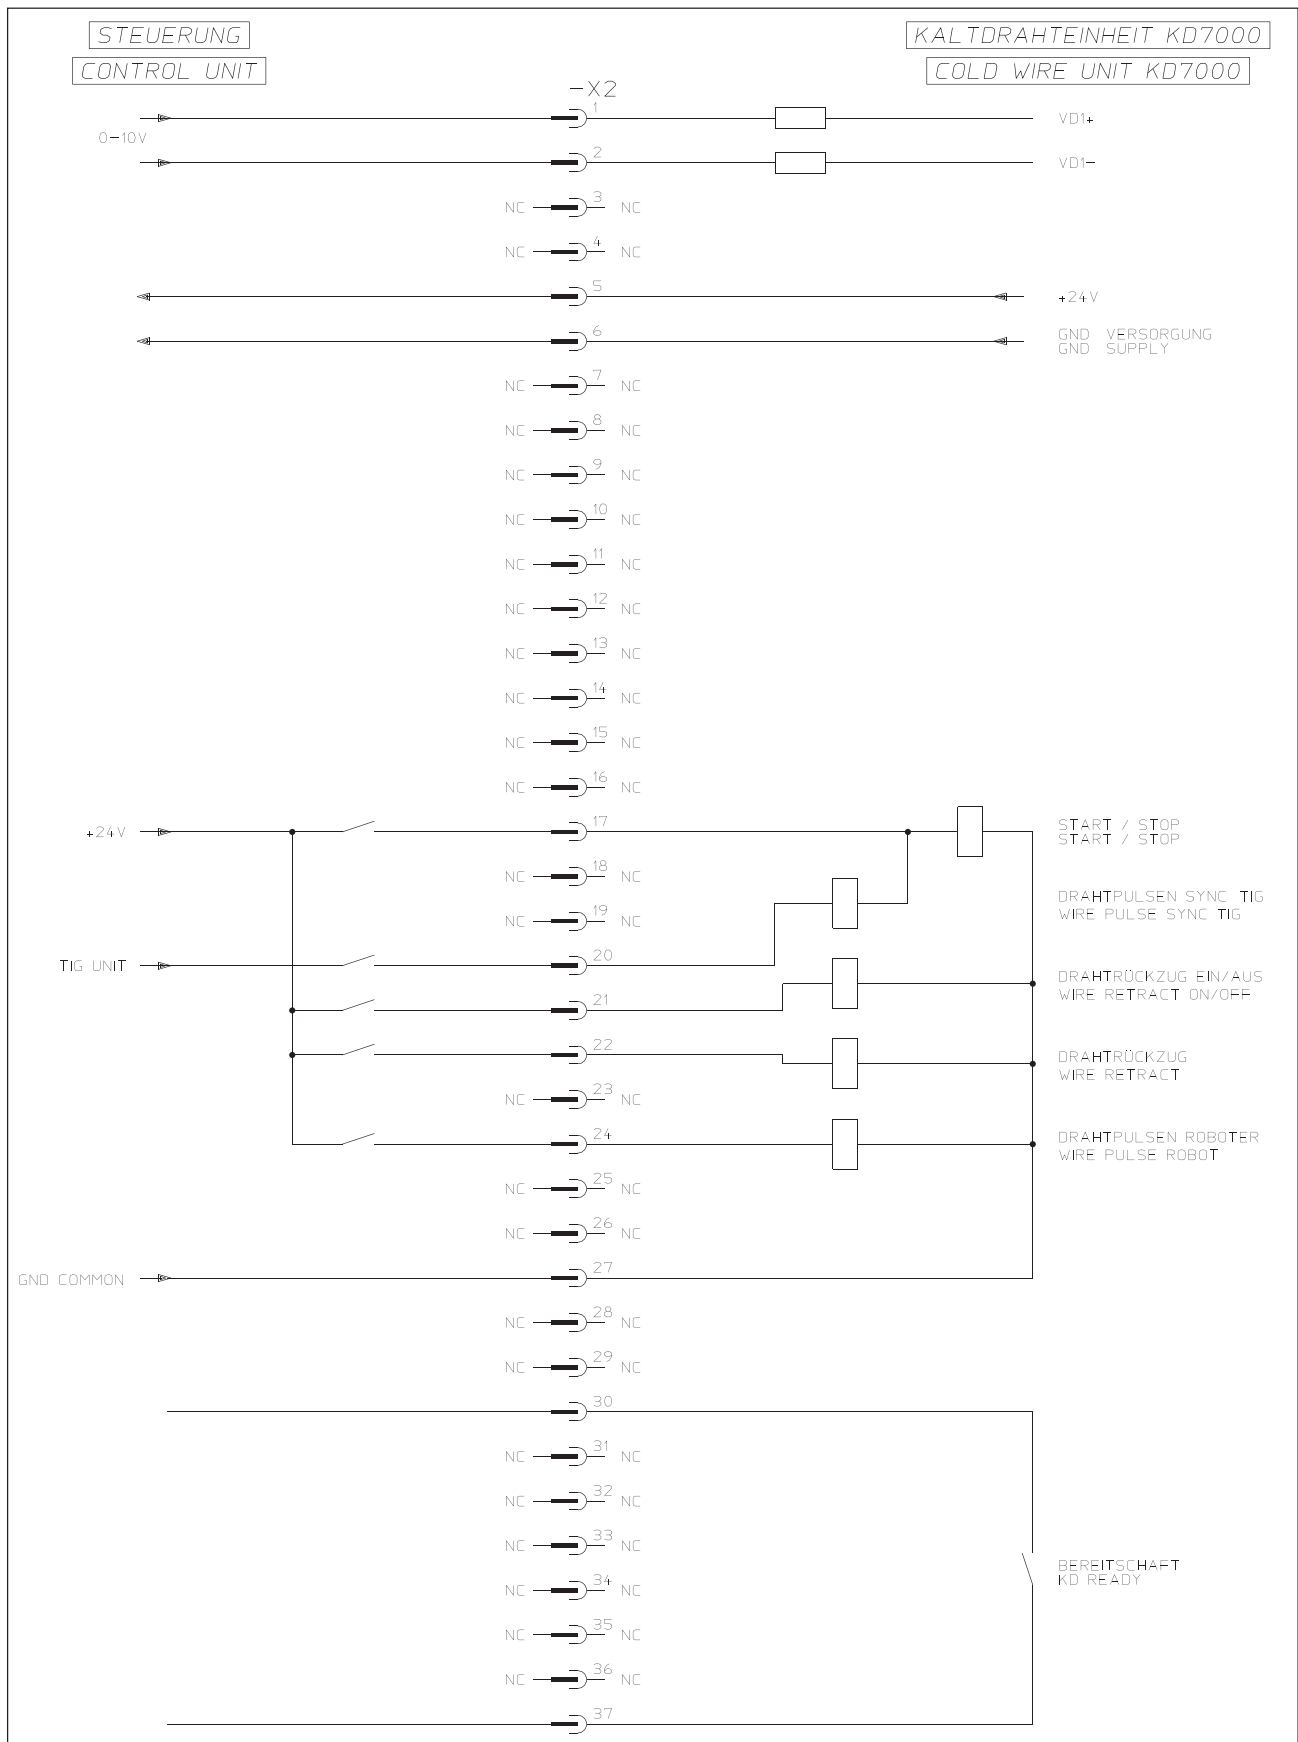 STEUERUNG
KALTDRAHTEINHEIT KD7000
CONTROL UNIT
COLD WIRE UNIT KD7000
-X2
1
VD1+
0-10V
2
VD1-
NC 3 NC
NC 4 NC
5
+24V
6
GND VERSORGUNG
GND SUPPLY
NC 7 NC
NC 8 NC
NC 9 NC
NC 10 NC
NC 11 NC
NC 12 NC
NC 13 NC
NC 14 NC
NC 15 NC
NC 16 NC
+24V 17
START / STOP
START / STOP
NC 18 NC
DRAHTPULSEN SYNC TIG
WIRE PULSE SYNC TIG
NC 19 NC
TIG UNIT 20
DRAHTRÜCKZUG EIN/AUS
WIRE RETRACT ON/OFF
21
22
DRAHTRÜCKZUG
WIRE RETRACT
NC 23 NC
24
DRAHTPULSEN ROBOTER
WIRE PULSE ROBOT
NC 25 NC
NC 26 NC
GND COMMON 27
NC 28 NC
NC 29 NC
30
NC 31 NC
NC 32 NC
NC 33 NC
BEREITSCHAFT
KD READY
NC 34 NC
NC 35 NC
NC 36 NC
37